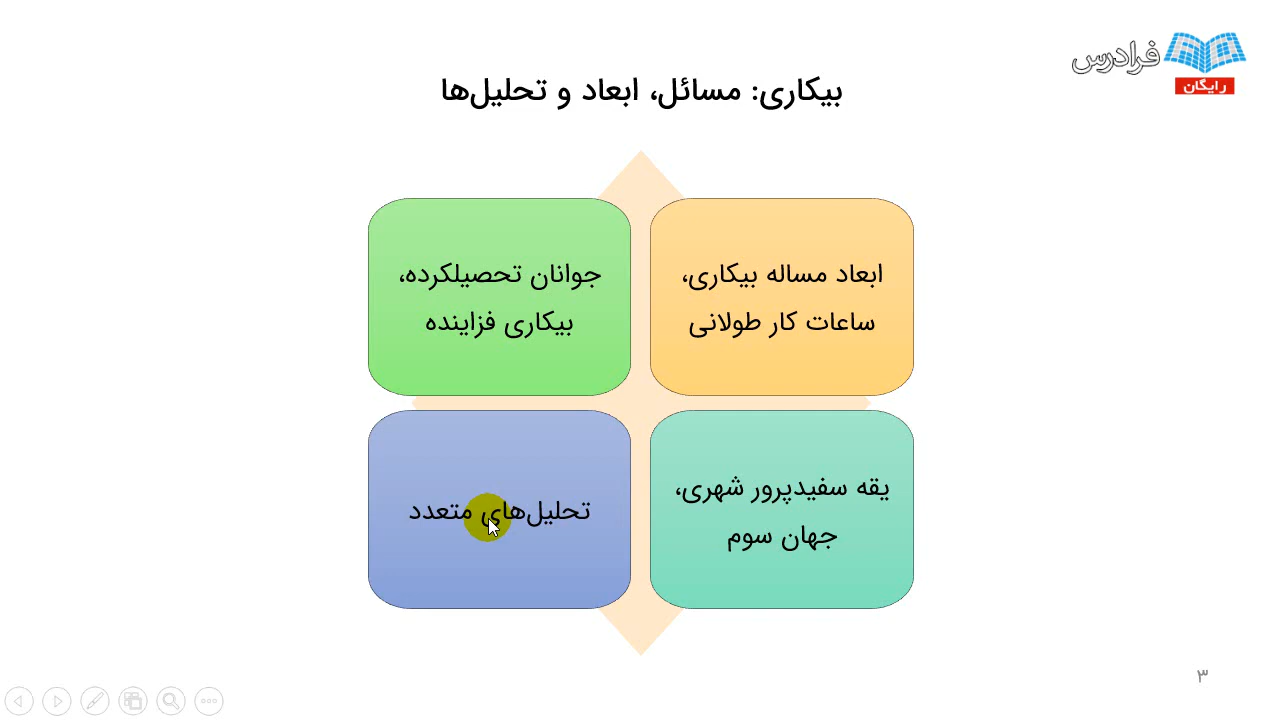 فرادرس
رایگان
بیکاری: مسائل، ابعاد و تحلیل‌ها
ابعاد مساله بیکاری،
ساعات کار طولانی
جوانان تحصیلکرده،
بیکاری فزاینده
یقه سفیدپرور شهری،
جهان سوم
تحلیل‌های متعدد
۳